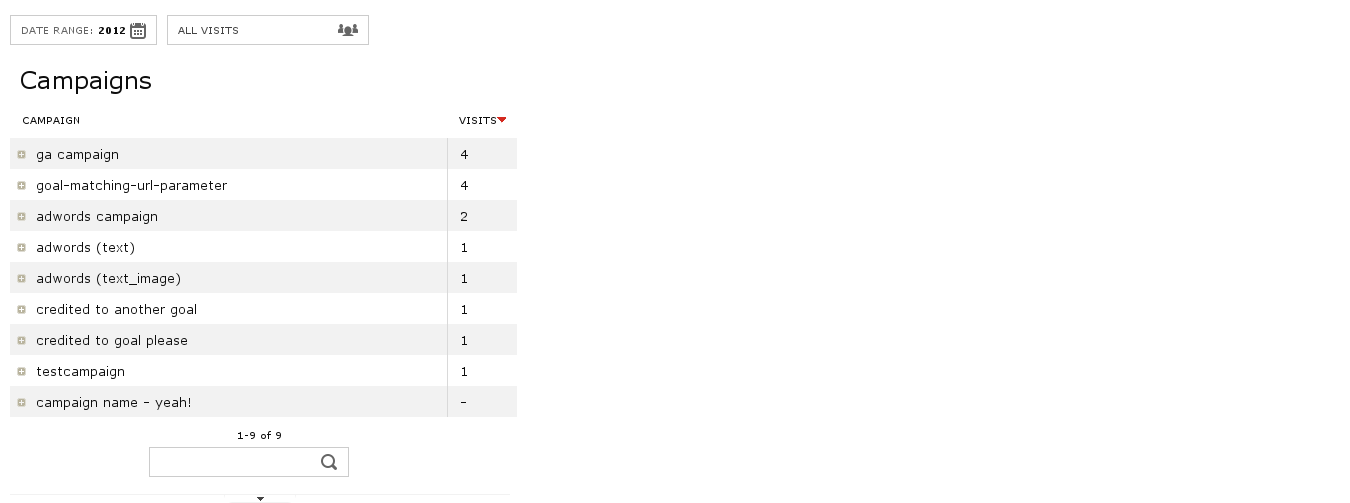 DATE RANGE: 2012 ALL VISITS
Campaigns
CAMPAIGN VISITS
ga campaign 4
goal-matching-url-parameter 4
adwords campaign 2
adwords (text) 1
adwords (text_image) 1
credited to another goal 1
credited to goal please 1
testcampaign 1
campaign name - yeah! -
1-9 of 9